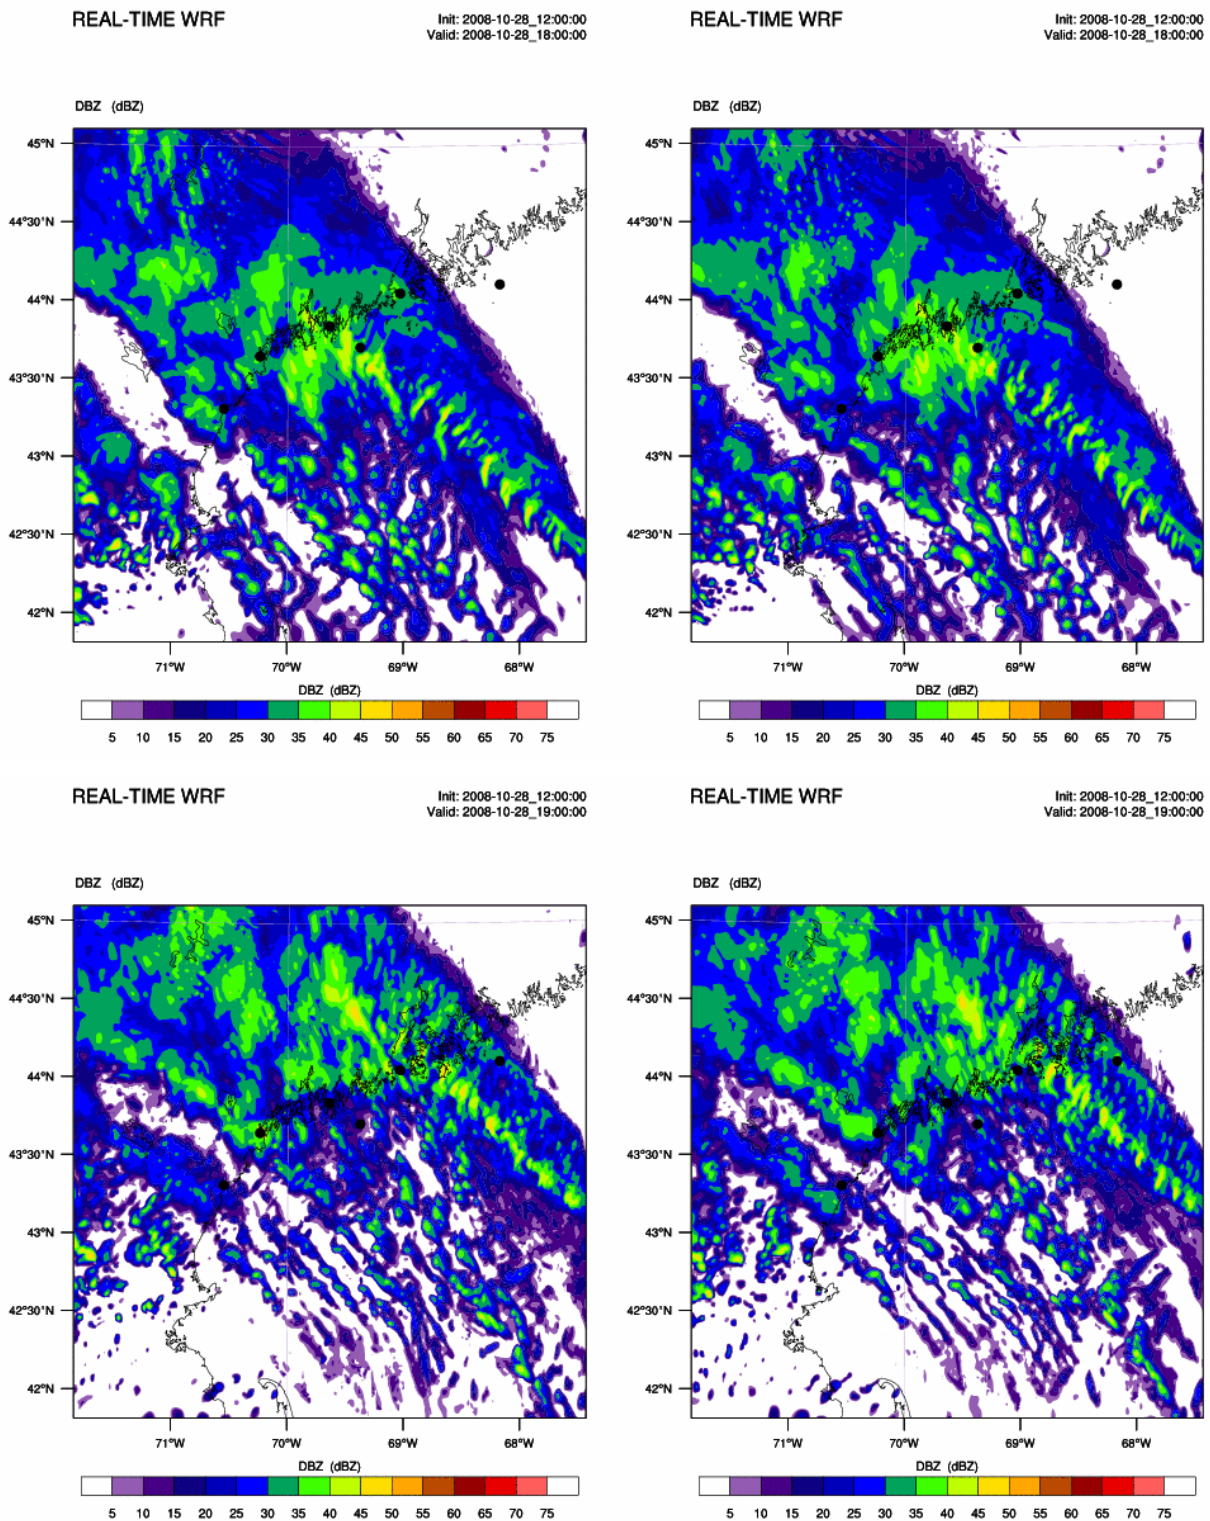 REAL-TIME WRF Init: 2008-10-28_12:00:00
Valid: 2008-10-28_18:00:00
DBZ (dBZ)
45°N
44°30'N
44°N
43°30'N
43°N
42°30'N
42°N
71°W 70°W 69°W 68°W
DBZ (dBZ)
5 10 15 20 25 30 35 40 45 50 55 60 65 70 75
REAL-TIME WRF Init: 2008-10-28_12:00:00
Valid: 2008-10-28_18:00:00
DBZ (dBZ)
45°N
44°30'N
44°N
43°30'N
43°N
42°30'N
42°N
71°W 70°W 69°W 68°W
DBZ (dBZ)
5 10 15 20 25 30 35 40 45 50 55 60 65 70 75
REAL-TIME WRF Init: 2008-10-28_12:00:00
Valid: 2008-10-28_19:00:00
DBZ (dBZ)
45°N
44°30'N
44°N
43°30'N
43°N
42°30'N
42°N
71°W 70°W 69°W 68°W
DBZ (dBZ)
5 10 15 20 25 30 35 40 45 50 55 60 65 70 75
REAL-TIME WRF Init: 2008-10-28_12:00:00
Valid: 2008-10-28_19:00:00
DBZ (dBZ)
45°N
44°30'N
44°N
43°30'N
43°N
42°30'N
42°N
71°W 70°W 69°W 68°W
DBZ (dBZ)
5 10 15 20 25 30 35 40 45 50 55 60 65 70 75